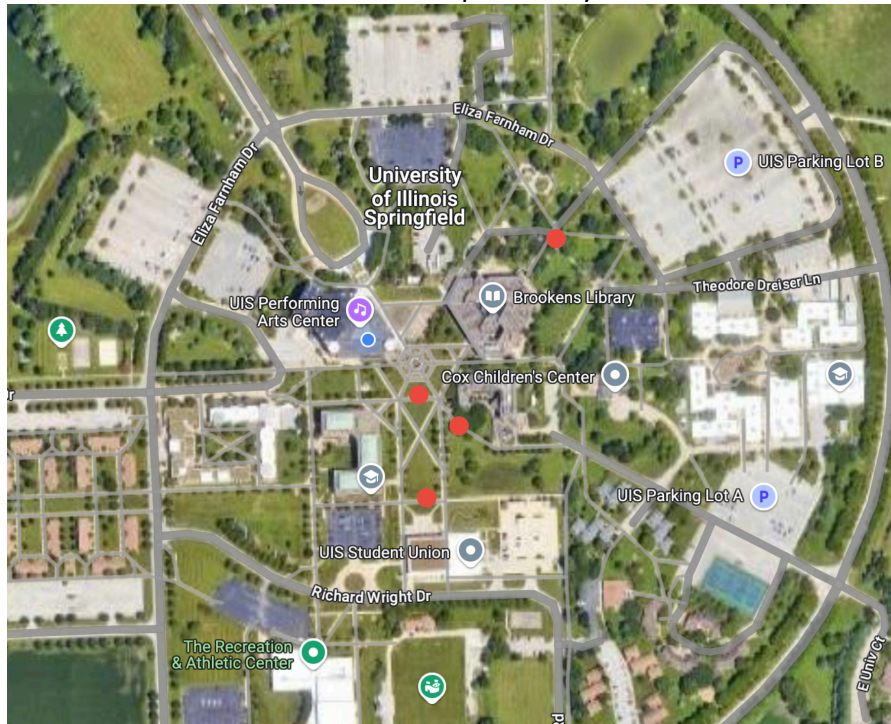 Eliza Farnham Dr
Eliza Farnham Dr
P
UIS Parking Lot B
University
of Illinois
Springfield
Theodore Dreiser Ln
UIS Performing
Arts Center
Brookens Library
Cox Children's Center
UIS Parking Lot A
P
UIS Student Union
Richard Wright Dr
The Recreation
& Athletic Center
E Univ Ct